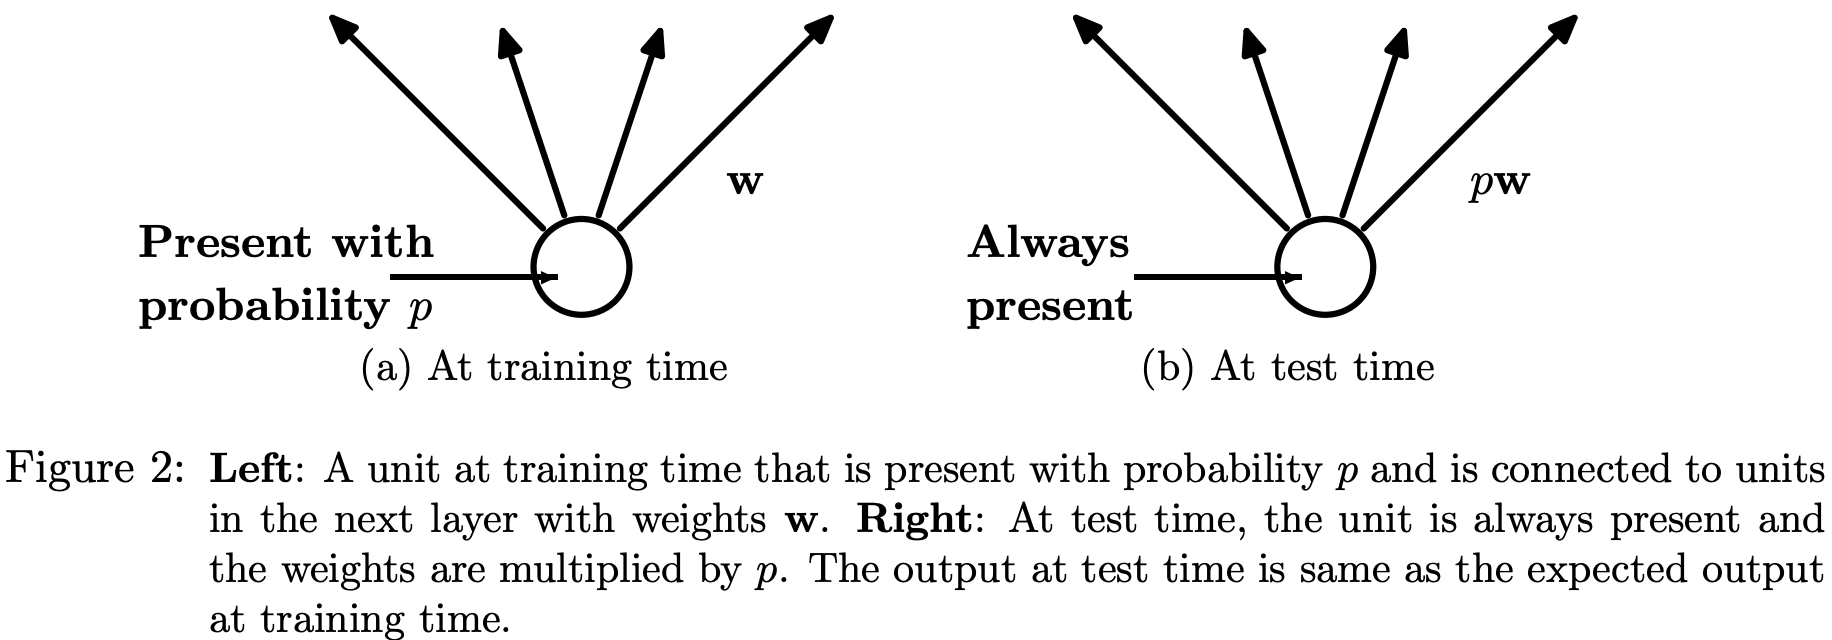 Present with
probability p
w
(a) At training time
Always
present
pw
(b) At test time
Figure 2: Left: A unit at training time that is present with probability p and is connected to units
in the next layer with weights w. Right: At test time, the unit is always present and
the weights are multiplied by p. The output at test time is same as the expected output
at training time.